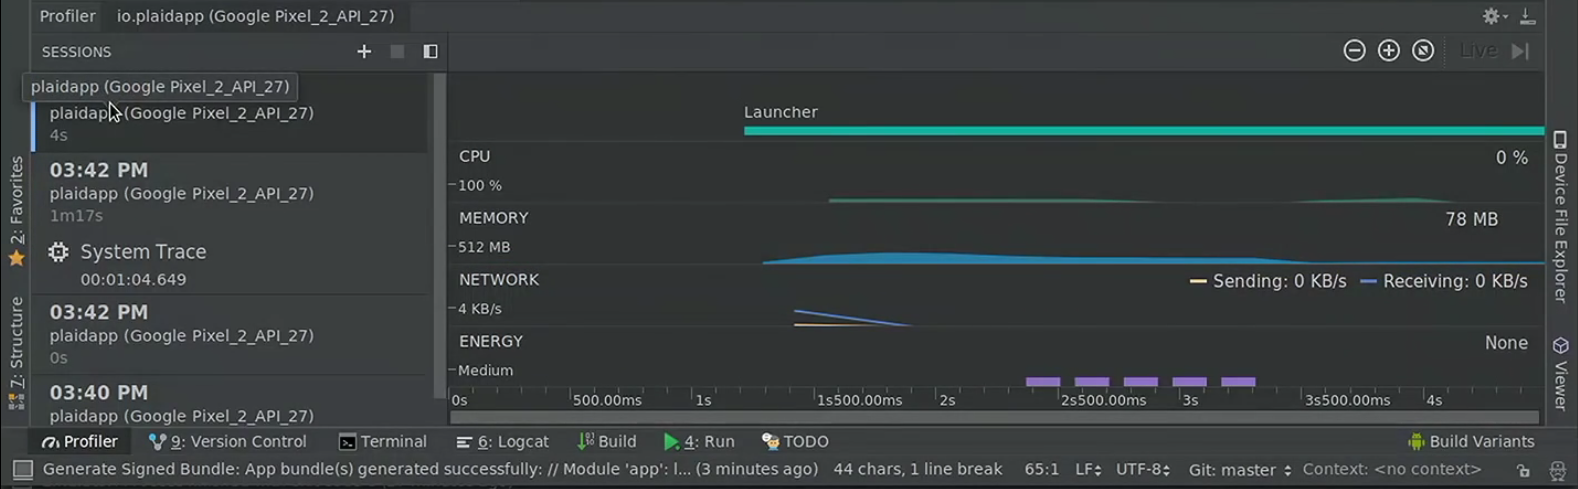 Profiler io.plaidapp (Google Pixel_2_API_27)
SESSIONS
Live
plaidapp (Google Pixel_2_API_27)
plaidapp (Google Pixel_2_API_27)
4s
03:42 PM
plaidapp (Google Pixel_2_API_27)
1m17s
System Trace
00:01:04.649
03:42 PM
plaidapp (Google Pixel_2_API_27)
0s
03:40 PM
plaidapp (Google Pixel_2_API_27)
Launcher
CPU 0 %
100 %
MEMORY 78 MB
512 MB
NETWORK Sending: 0 KB/s Receiving: 0 KB/s
4 KB/s
ENERGY None
Medium
0s 500.00ms 1s 1s500.00ms 2s 2s500.00ms 3s 3s500.00ms 4s
2: Favorites
7: Structure
Device File Explorer
Viewer
Profiler 9: Version Control Terminal 6: Logcat Build 4: Run TODO Build Variants
Generate Signed Bundle: App bundle(s) generated successfully: // Module 'app': l... (3 minutes ago) 44 chars, 1 line break 65:1 LF UTF-8 Git: master Context: <no context>